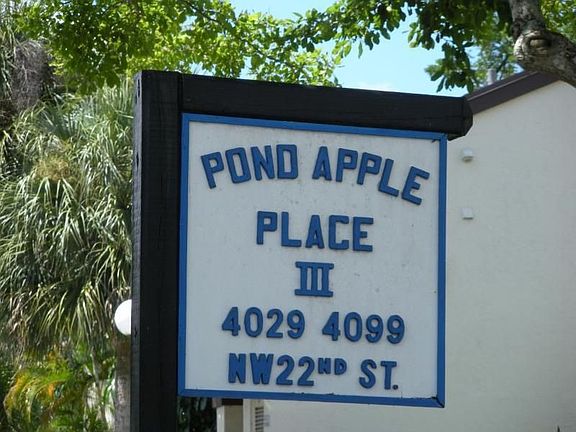 POND APPLE
PLACE
III
4029 4099
NW22ND ST.